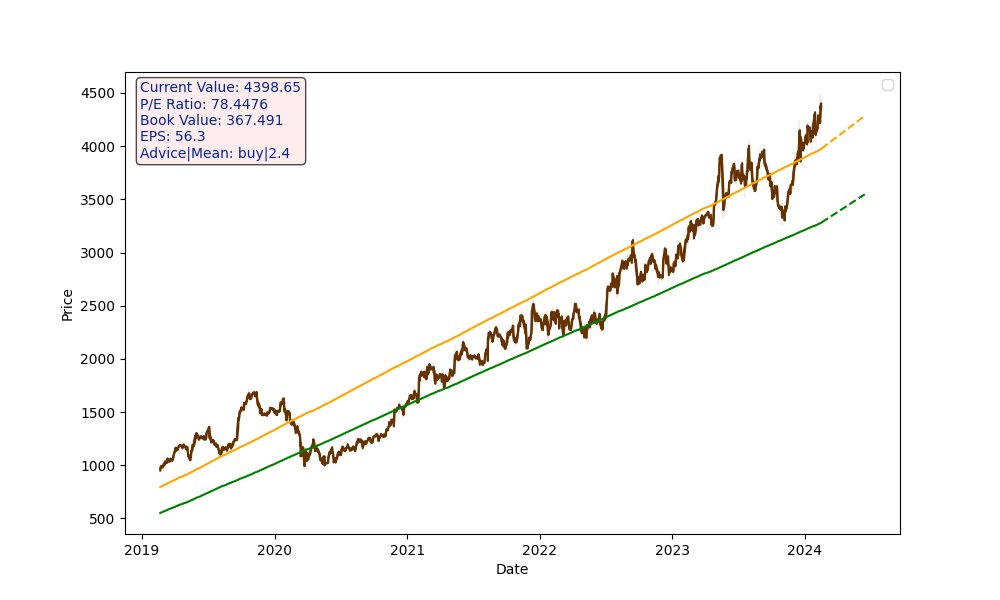 Current Value: 4398.65
P/E Ratio: 78.4476
Book Value: 367.491
EPS: 56.3
Advice|Mean: buy|2.4
4500
4000
3500
3000
2500
2000
1500
1000
500
Price
2019 2020 2021 2022 2023 2024
Date